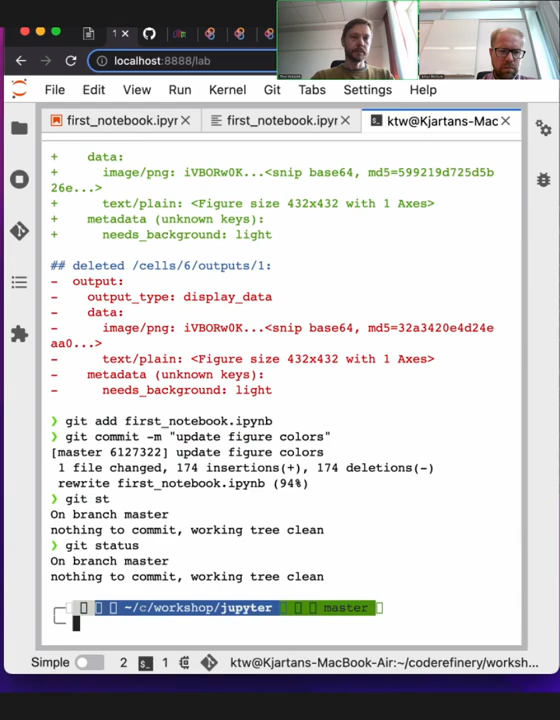 1 ×
localhost:8888/lab
File Edit View Run Kernel Git Tabs Settings Help
first_notebook.ipyr × first_notebook.ipyr × ktw@Kjartans-Mac ×
+ data:
+ image/png: iVBORw0K...<snip base64, md5=599219d725d5b
26e...>
+ text/plain: <Figure size 432x432 with 1 Axes>
+ metadata (unknown keys):
+ needs_background: light
## deleted /cells/6/outputs/1:
- output:
- output_type: display_data
- data:
- image/png: iVBORw0K...<snip base64, md5=32a3420e4d24e
aa0...>
- text/plain: <Figure size 432x432 with 1 Axes>
- metadata (unknown keys):
- needs_background: light
❯ git add first_notebook.ipynb
❯ git commit -m "update figure colors"
[master 6127322] update figure colors
1 file changed, 174 insertions(+), 174 deletions(-)
rewrite first_notebook.ipynb (94%)
❯ git st
On branch master
nothing to commit, working tree clean
❯ git status
On branch master
nothing to commit, working tree clean
~/c/workshop/jupyter master
Simple 2 1 ktw@Kjartans-MacBook-Air:~/coderefinery/worksh...